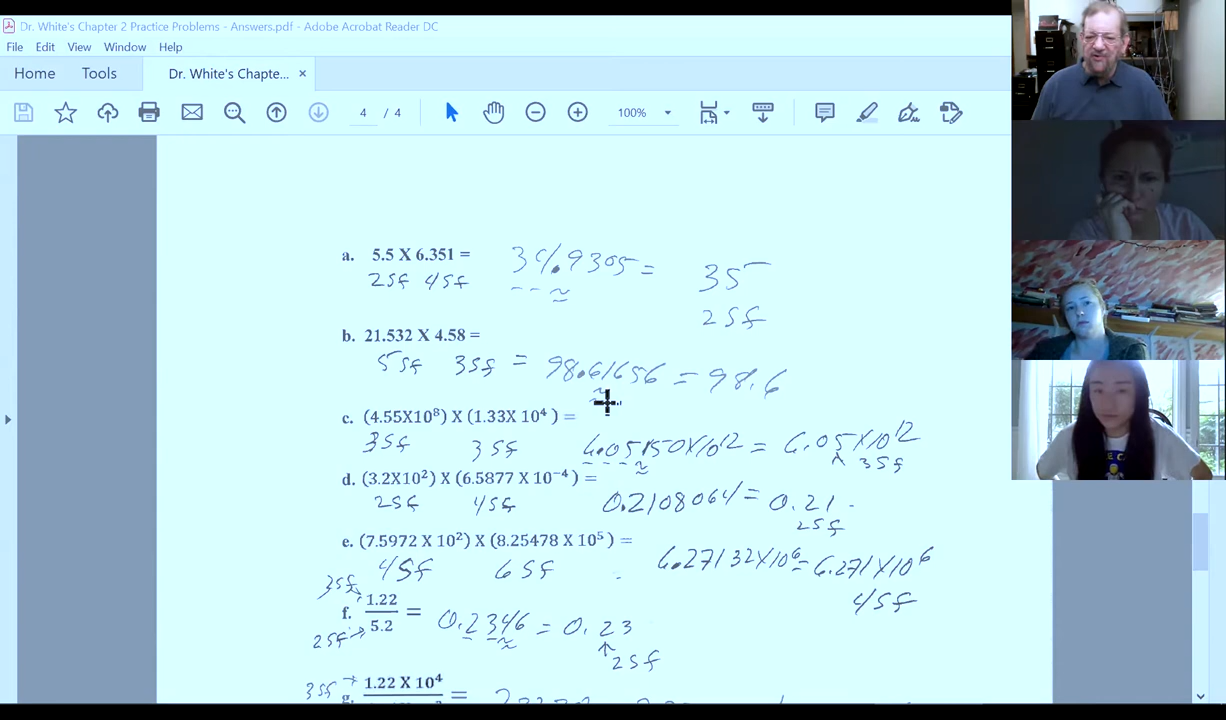 Dr. White's Chapter 2 Practice Problems - Answers.pdf - Adobe Acrobat Reader DC
File Edit View Window Help
Home Tools Dr. White's Chapte... ×
4 / 4 100%
a. 5.5 X 6.351 = 34.9305 = 35
2sf 4sf 2sf
b. 21.532 X 4.58 =
5sf 3sf = 98.61656 = 98.6
c. (4.55X10⁸) X (1.33X 10⁴ ) =
3sf 3sf 6.05150X10¹² = 6.05X10¹²
3sf
d. (3.2X10²) X (6.5877 X 10⁻⁴ ) =
2sf 4sf 0.2108064 = 0.21
2sf
e. (7.5972 X 10²) X (8.25478 X 10⁵ ) =
4sf 6sf 6.27132X10⁶ = 6.271X10⁶
4sf
3sf
f. 1.22 / 5.2 = 0.2346 = 0.23
2sf 2sf
3sf 1.22 X 10⁴
g. =